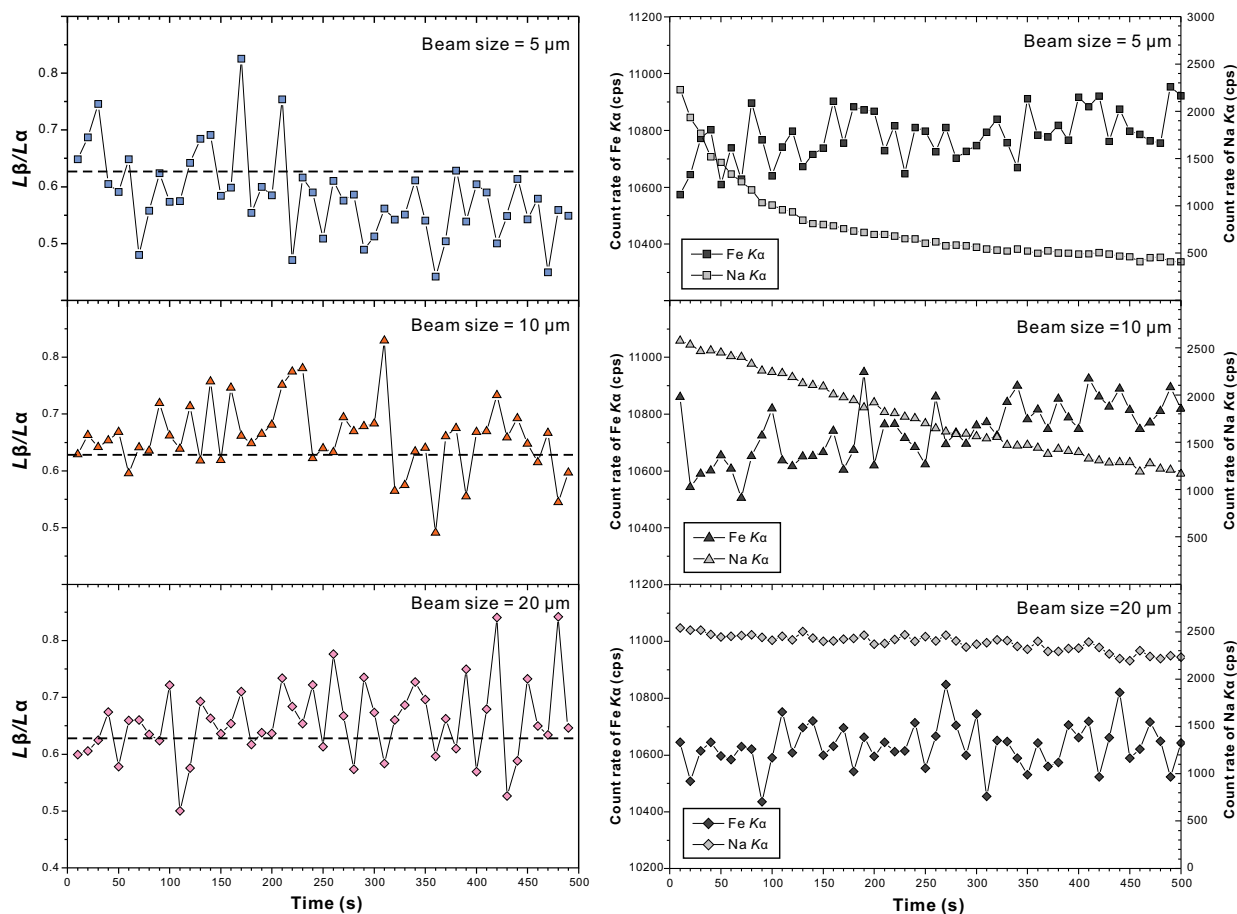 Beam size = 5 µm
0.8
0.7
0.6
0.5
Lβ/Lα
Beam size = 10 µm
0.8
0.7
0.6
0.5
Lβ/Lα
Beam size = 20 µm
0.8
0.7
0.6
0.5
0.4
Lβ/Lα
0 50 100 150 200 250 300 350 400 450 500
Time (s)
Beam size = 5 µm
11200
11000
10800
10600
10400
Count rate of Fe Kα (cps)
3000
2500
2000
1500
1000
500
Count rate of Na Kα (cps)
Fe Kα
Na Kα
Beam size =10 µm
11200
11000
10800
10600
10400
Count rate of Fe Kα (cps)
2500
2000
1500
1000
500
Count rate of Na Kα (cps)
Fe Kα
Na Kα
Beam size =20 µm
11200
11000
10800
10600
10400
10200
Count rate of Fe Kα (cps)
2500
2000
1500
1000
500
0
Count rate of Na Kα (cps)
Fe Kα
Na Kα
0 50 100 150 200 250 300 350 400 450 500
Time (s)